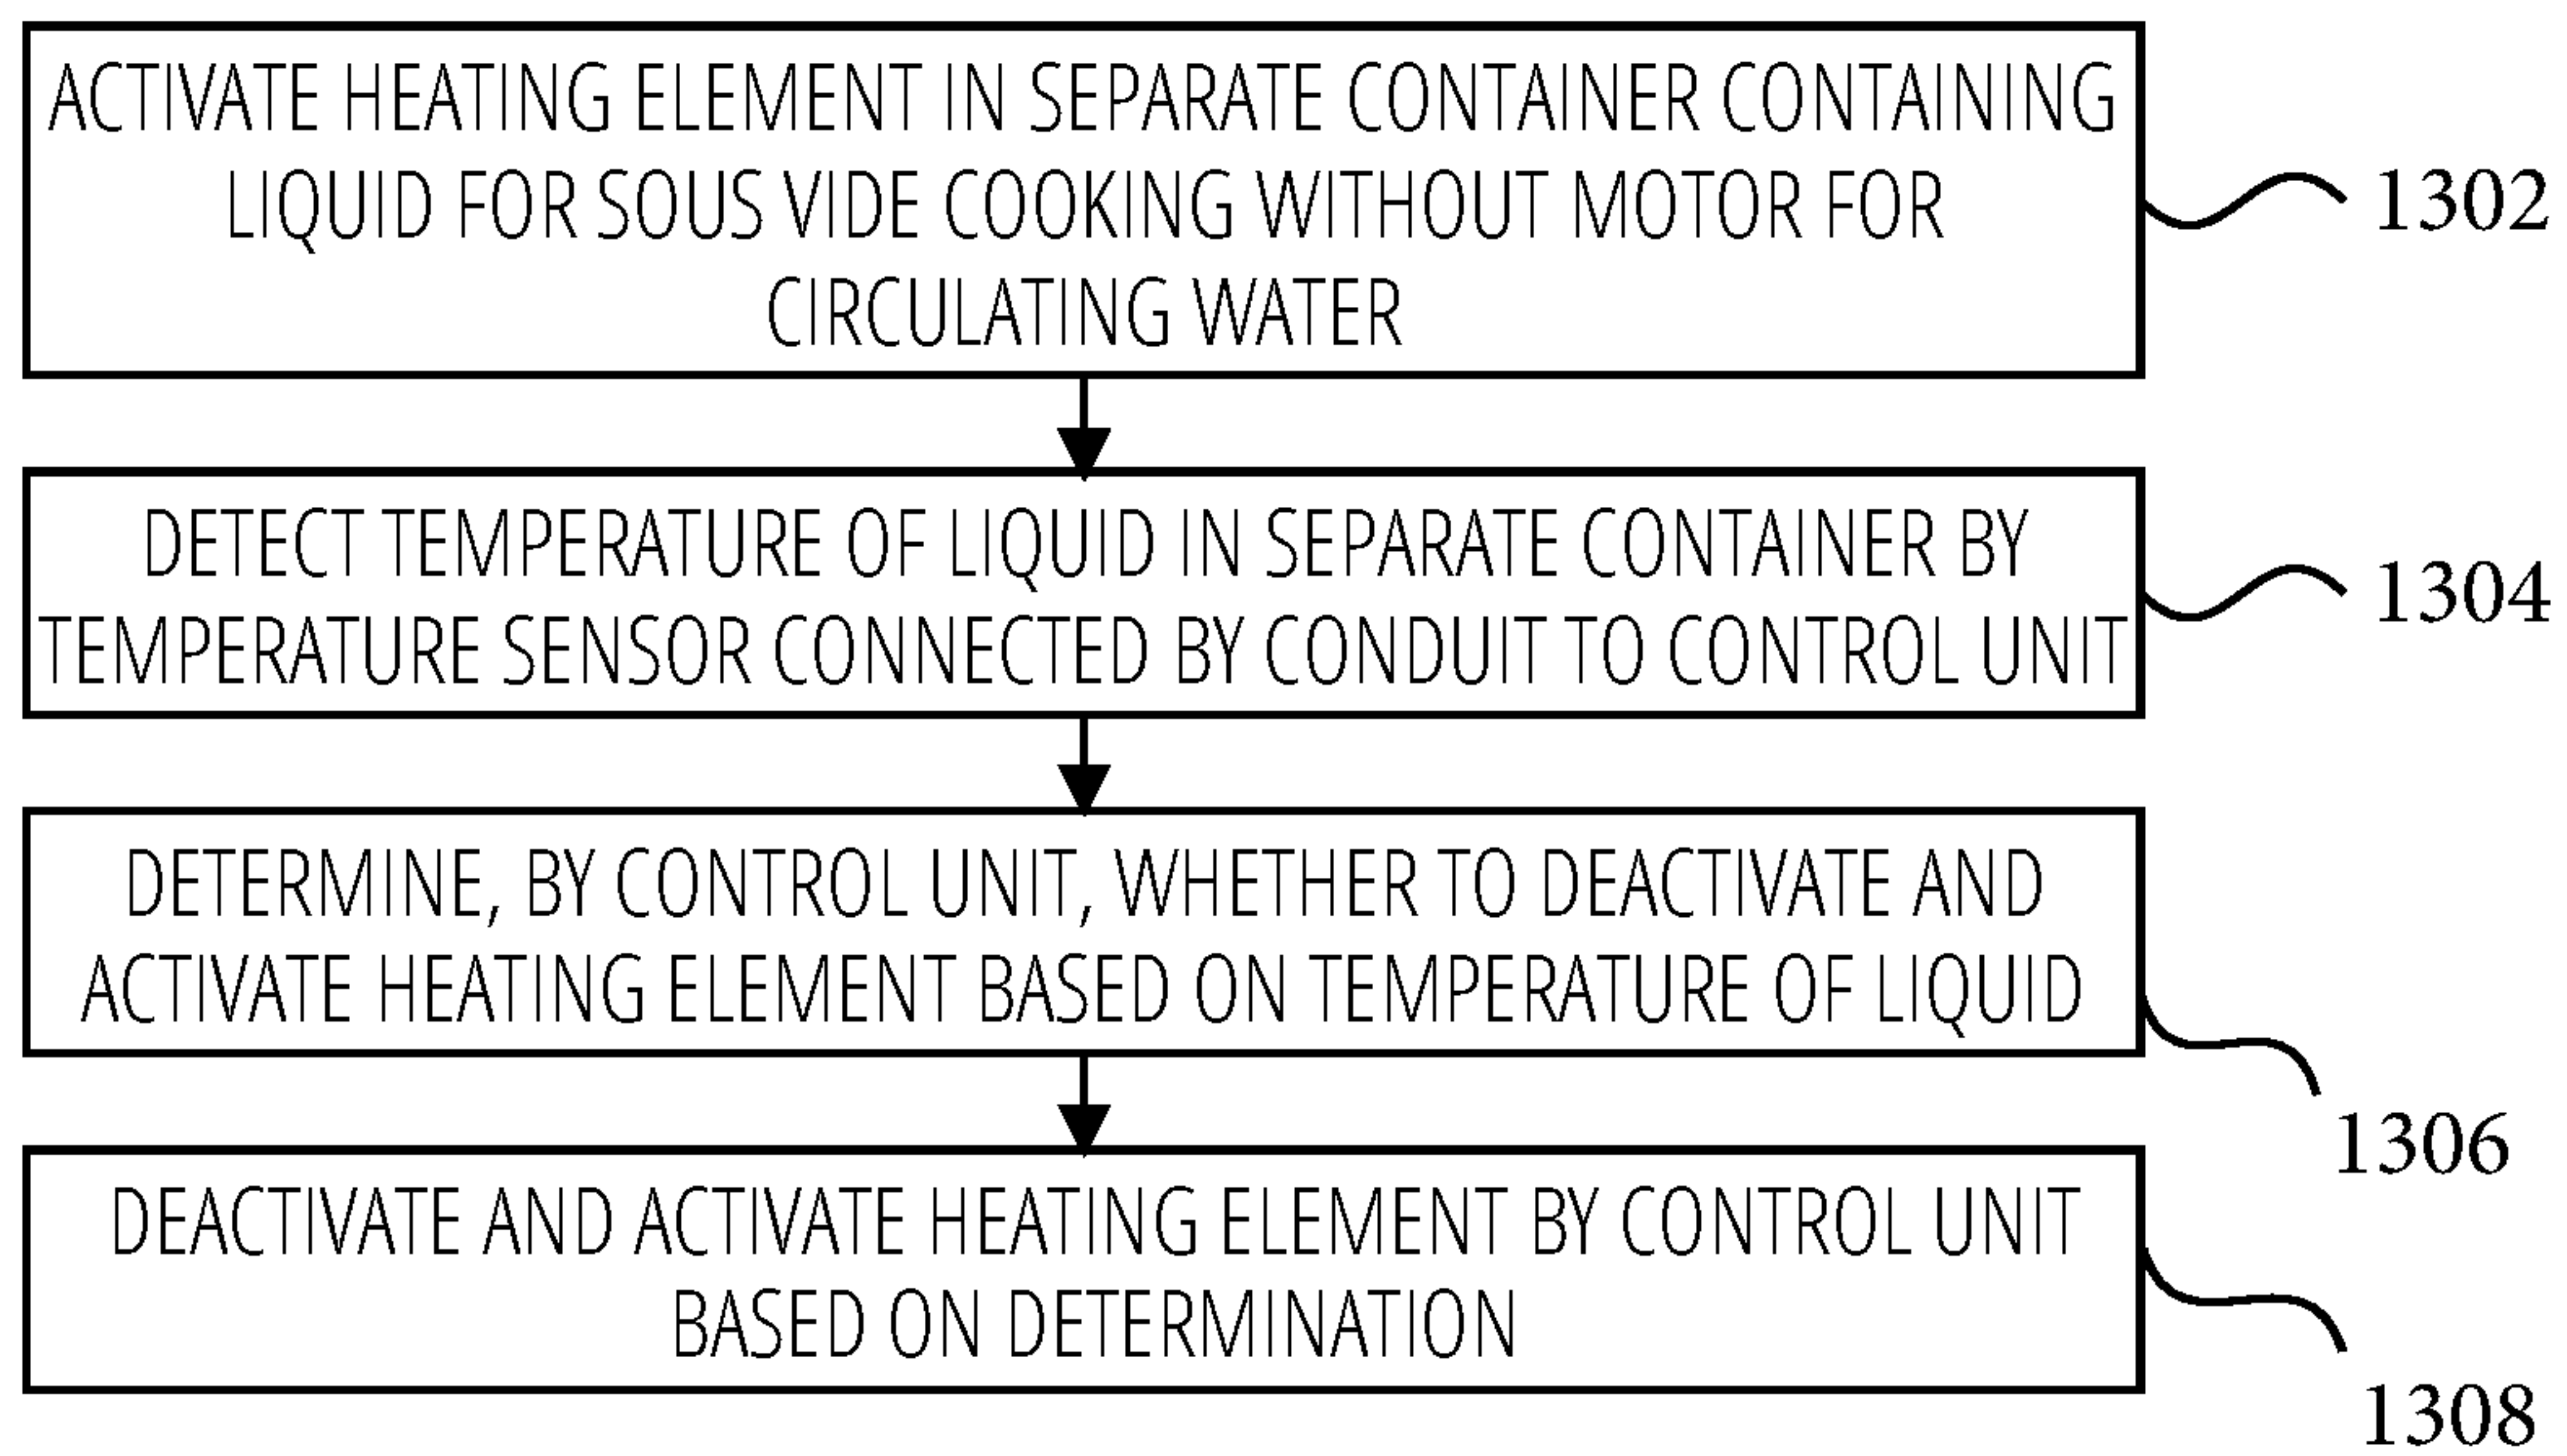 ACTIVATE HEATING ELEMENT IN SEPARATE CONTAINER CONTAINING
LIQUID FOR SOUS VIDE COOKING WITHOUT MOTOR FOR
CIRCULATING WATER
1302
DETECT TEMPERATURE OF LIQUID IN SEPARATE CONTAINER BY
TEMPERATURE SENSOR CONNECTED BY CONDUIT TO CONTROL UNIT
1304
DETERMINE, BY CONTROL UNIT, WHETHER TO DEACTIVATE AND
ACTIVATE HEATING ELEMENT BASED ON TEMPERATURE OF LIQUID
1306
DEACTIVATE AND ACTIVATE HEATING ELEMENT BY CONTROL UNIT
BASED ON DETERMINATION
1308